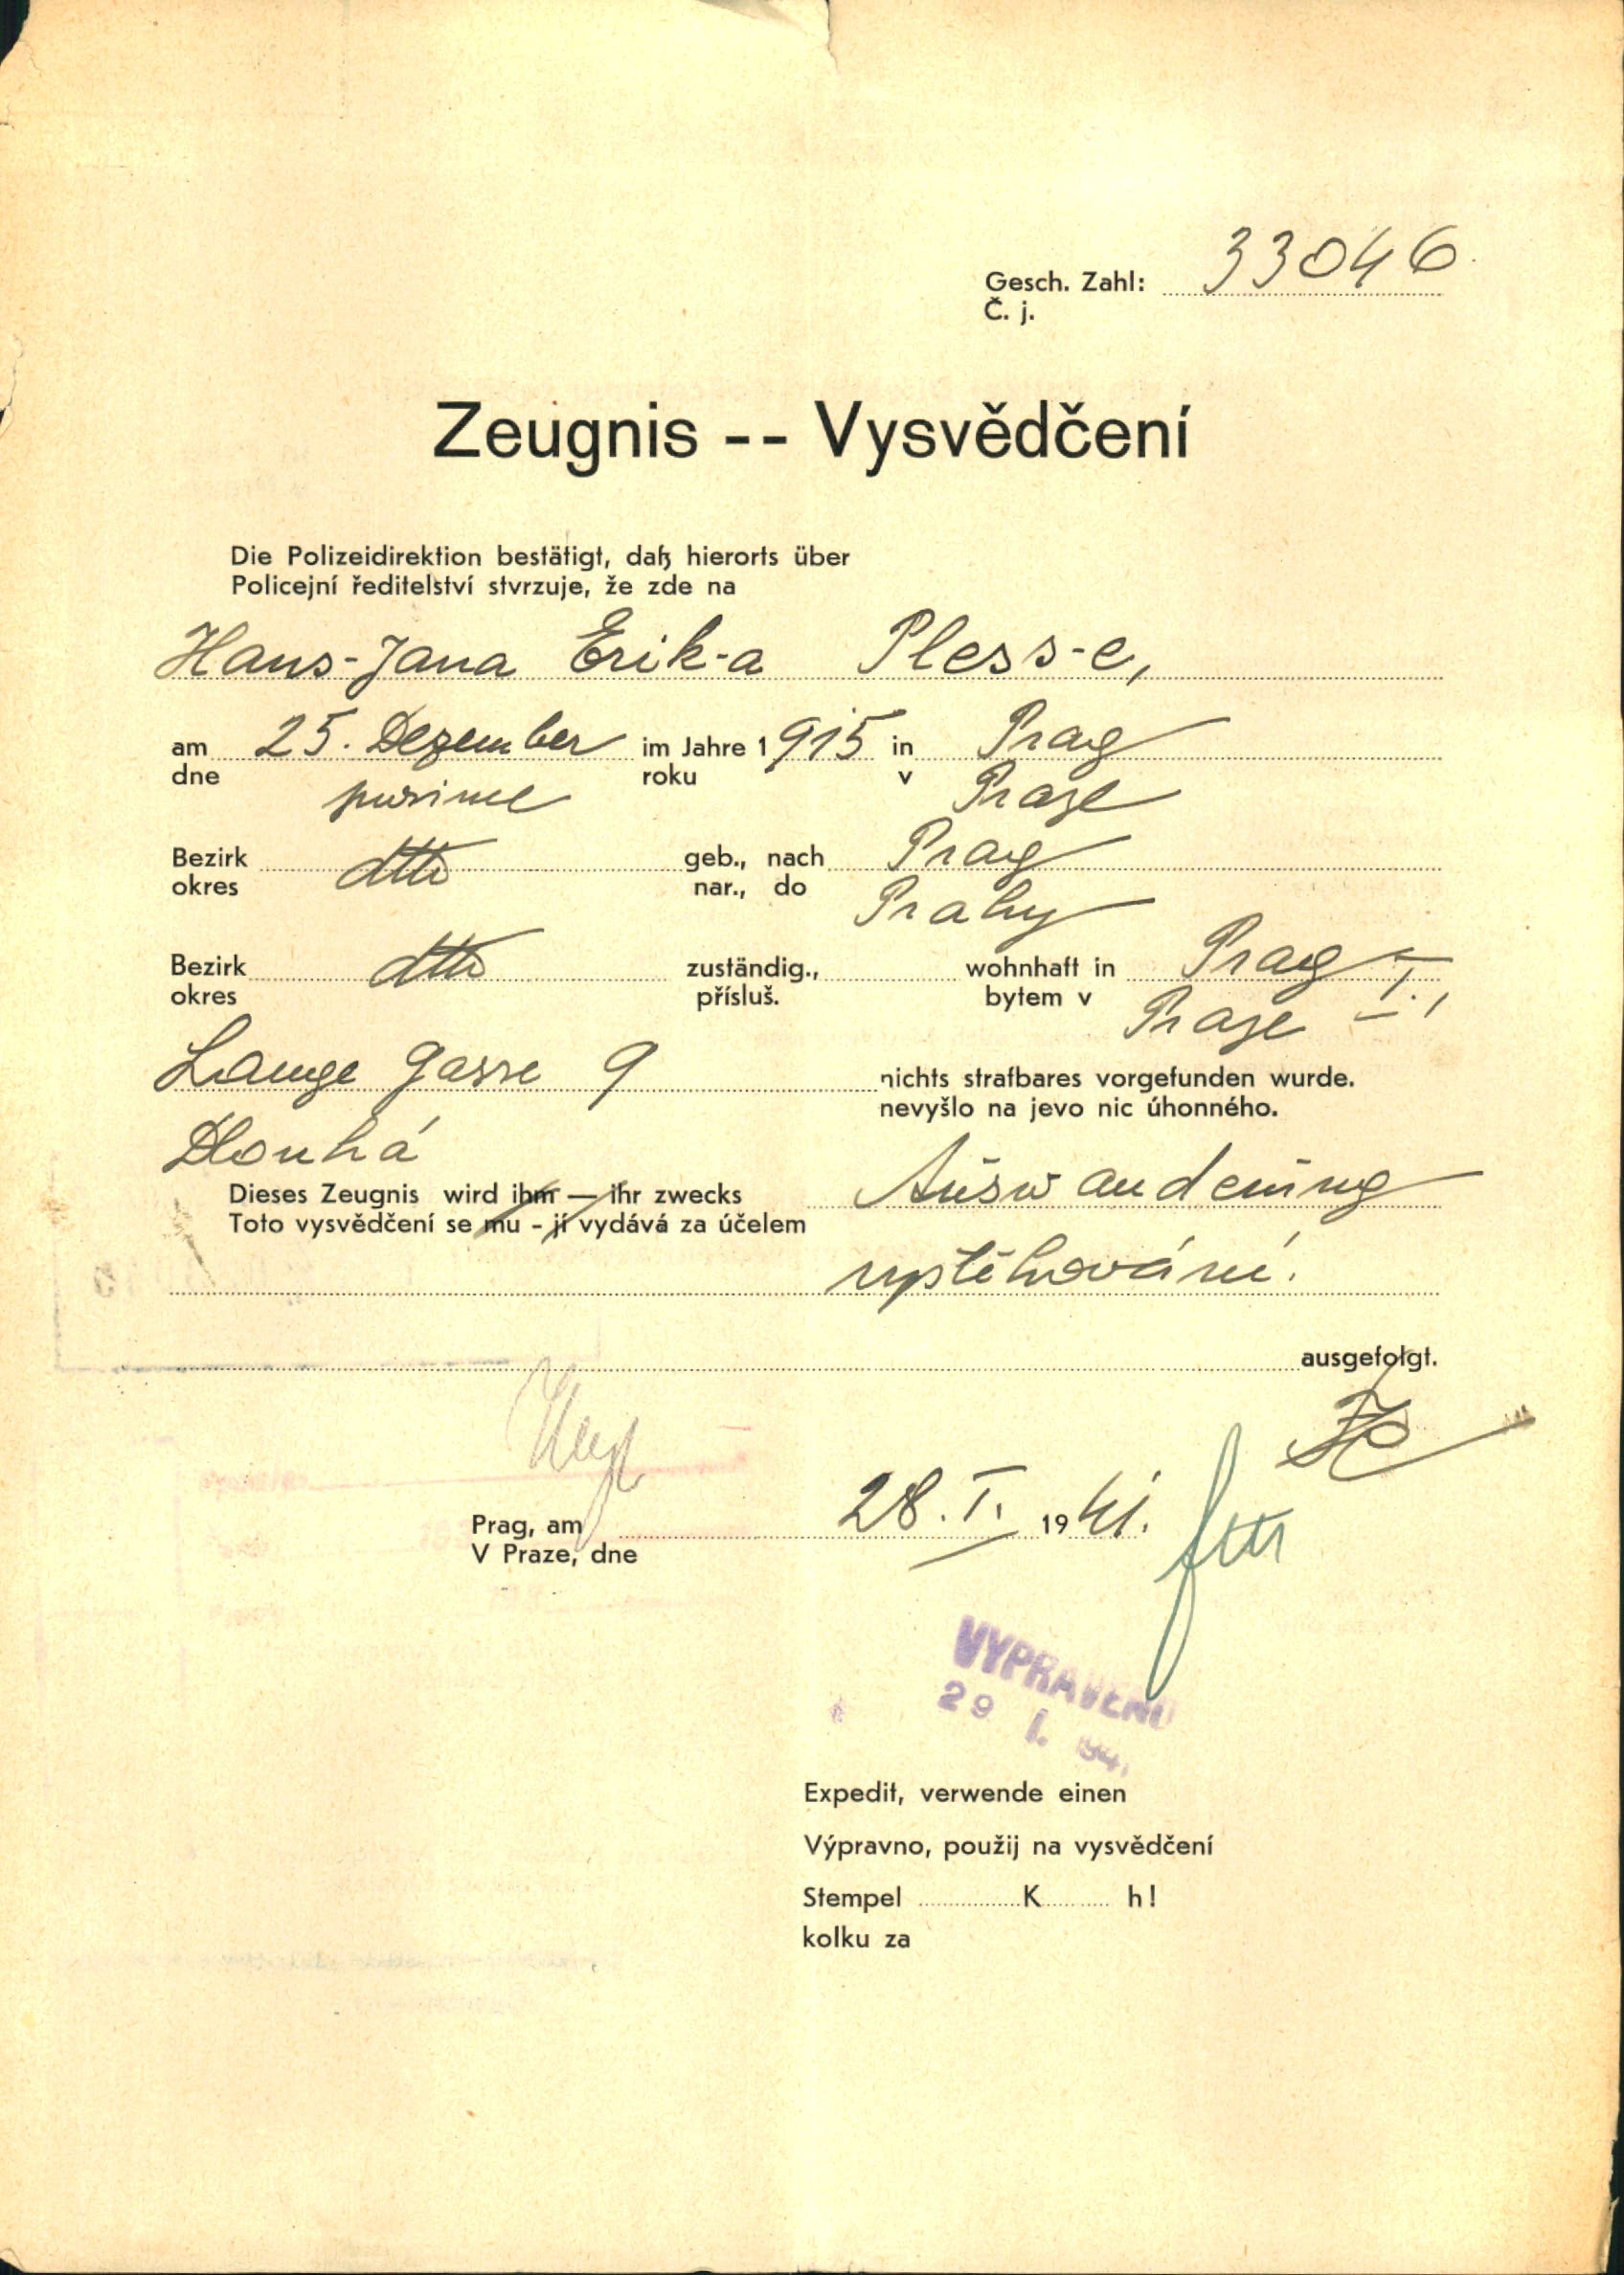 Gesch. Zahl: 33046
Č. j.
Zeugnis -- Vysvědčení
Die Polizeidirektion bestätigt, daß hierorts über
Policejní ředitelství stvrzuje, že zde na
Hans-Jana Erik-a Pless-e,
am 25. Dezember im Jahre 1915 in Prag
dne prosince roku v Praze
Bezirk dtto geb., nach Prag
okres nar., do Prahy
Bezirk dtto zuständig., wohnhaft in Prag I.,
okres přísluš. bytem v Praze
Lange Gasse 9 nichts strafbares vorgefunden wurde.
nevyšlo na jevo nic úhonného.
Dlouhá
Dieses Zeugnis wird ihm — ihr zwecks Auswanderung
Toto vysvědčení se mu - jí vydává za účelem
vystěhování.
ausgefolgt.
Prag, am 28. I. 1941.
V Praze, dne
VYPRAVENO
29 I. 1941
Expedit, verwende einen
Výpravno, použij na vysvědčení
Stempel K h!
kolku za